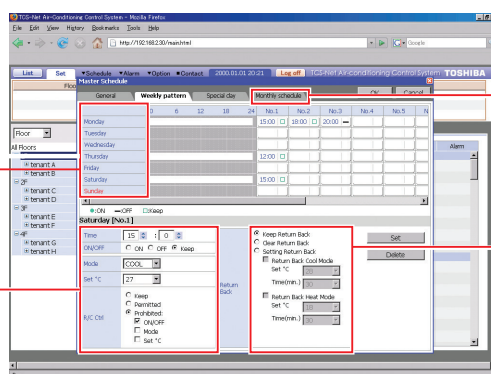 TCS-Net Air-Conditioning Control System - Mozilla Firefox
File Edit View History Bookmarks Tools Help
http://192.168.2.30/main.html
Google
List Set ▼Schedule ▼Alarm ▼Option ■Contact 2000.01.01 20:21 Log off TCS-Net Air-conditioning Control System TOSHIBA
Floo
Master Schedule
General Weekly pattern Special day Monthly schedule OK Cancel
0 6 12 18 24 No.1 No.2 No.3 No.4 No.5 N
Monday 15:00 18:00 20:00
Tuesday
Wednesday
Thursday 12:00
Friday
Saturday 15:00
Sunday
Floor
All Floors
tenant A
tenant B
2F
tenant C
tenant D
3F
tenant E
tenant F
4F
tenant G
tenant H
Alarm
:ON :OFF :Keep
Saturday [No.1]
Time 15 : 0
ON/OFF ON OFF Keep
Mode COOL
Set °C 27
R/C Ctrl
Keep
Permitted
Prohibited:
ON/OFF
Mode
Set °C
Return Back
Keep Return Back
Clear Return Back
Setting Return Back
Return Back Cool Mode
Set °C
Time(min.)
Return Back Heat Mode
Set °C
Time(min.)
Set
Delete